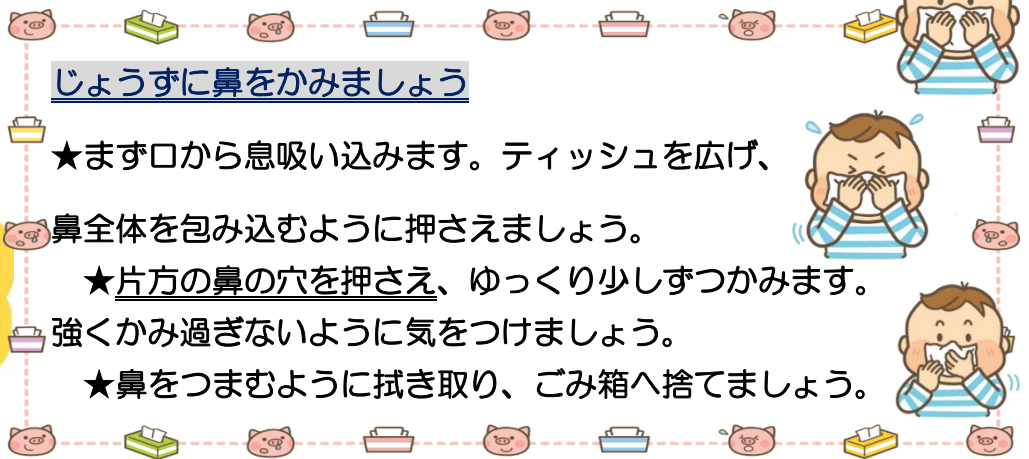 じょうずに鼻をかみましょう
★まず口から息吸い込みます。ティッシュを広げ、
鼻全体を包み込むように押さえましょう。
★片方の鼻の穴を押さえ、ゆっくり少しずつかみます。
強くかみ過ぎないように気をつけましょう。
★鼻をつまむように拭き取り、ごみ箱へ捨てましょう。